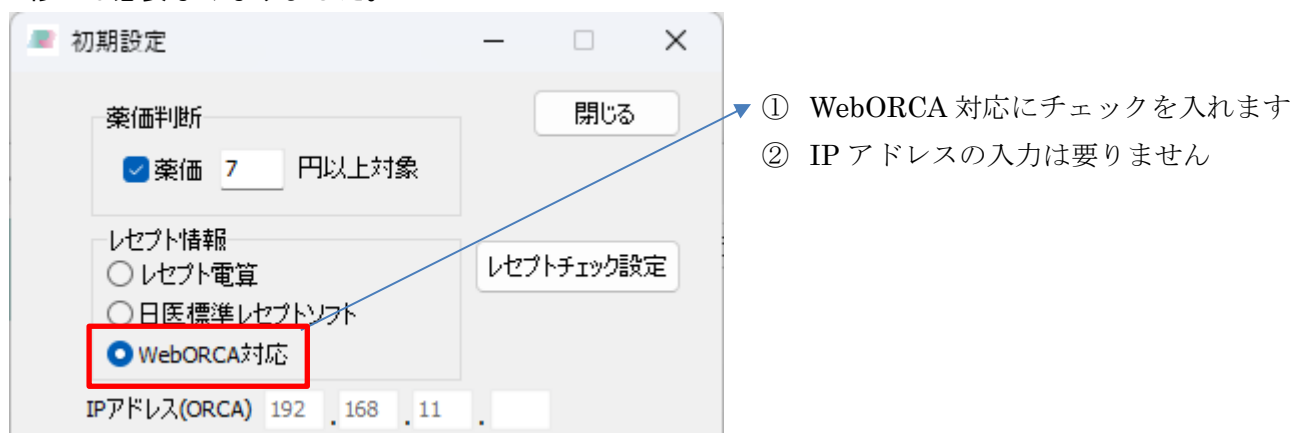 初期設定
薬価判断
閉じる
薬価 7 円以上対象
レセプト情報
レセプト電算
レセプトチェック設定
日医標準レセプトソフト
WebORCA対応
IPアドレス(ORCA) 192 . 168 . 11 .
① WebORCA 対応にチェックを入れます
② IP アドレスの入力は要りません